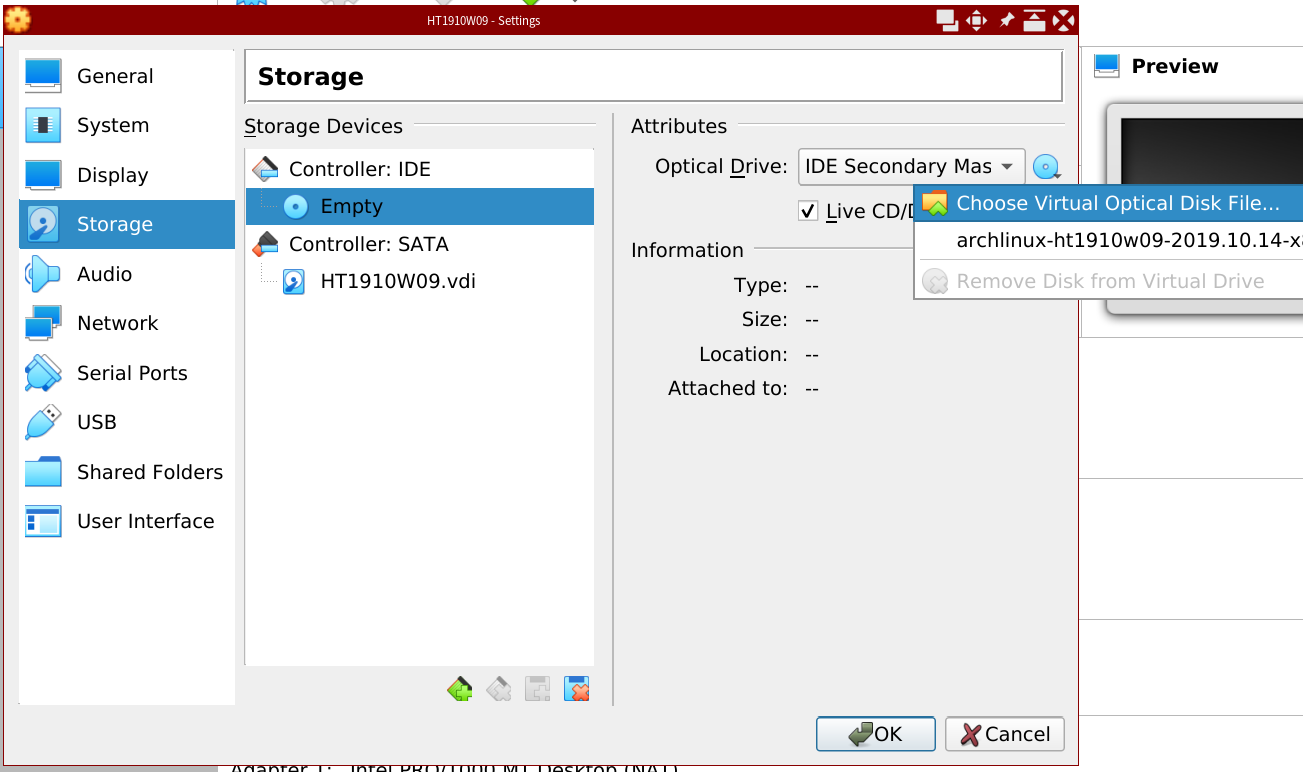 HT1910W09 - Settings
General
System
Display
Storage
Audio
Network
Serial Ports
USB
Shared Folders
User Interface
Storage
Storage Devices
Controller: IDE
Empty
Controller: SATA
HT1910W09.vdi
Attributes
Optical Drive: IDE Secondary Mas
Live CD/D
Choose Virtual Optical Disk File...
archlinux-ht1910w09-2019.10.14-x8
Remove Disk from Virtual Drive
Information
Type: --
Size: --
Location: --
Attached to: --
OK
Cancel
Preview
Adapter 1: Intel PRO/1000 MT Desktop (NAT)